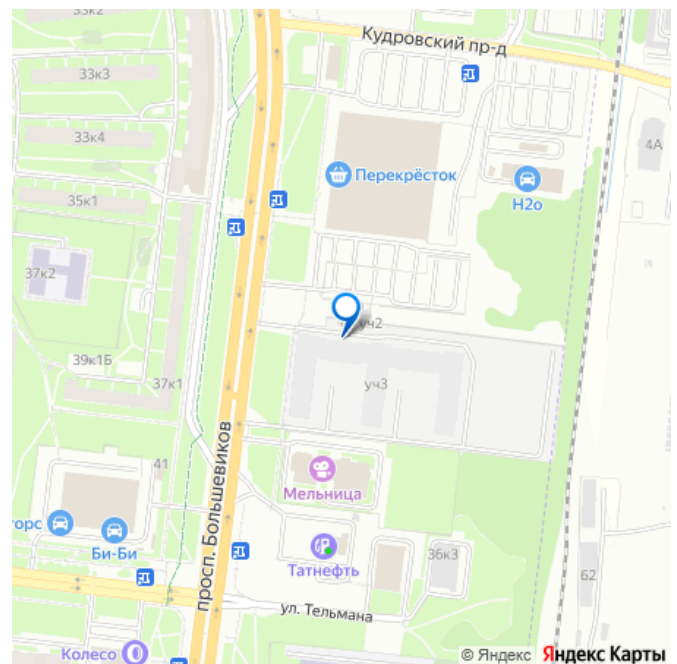 33к2
Кудровский пр-д
33к3
33к4
4А
Перекрёсток
Н2о
35к1
37к2
уч2
39к1Б
37к1
уч3
просп. Большевиков
41
Мельница
торс
Би-Би
Татнефть
36к3
62
ул. Тельмана
Колесо
© Яндекс Яндекс Карты